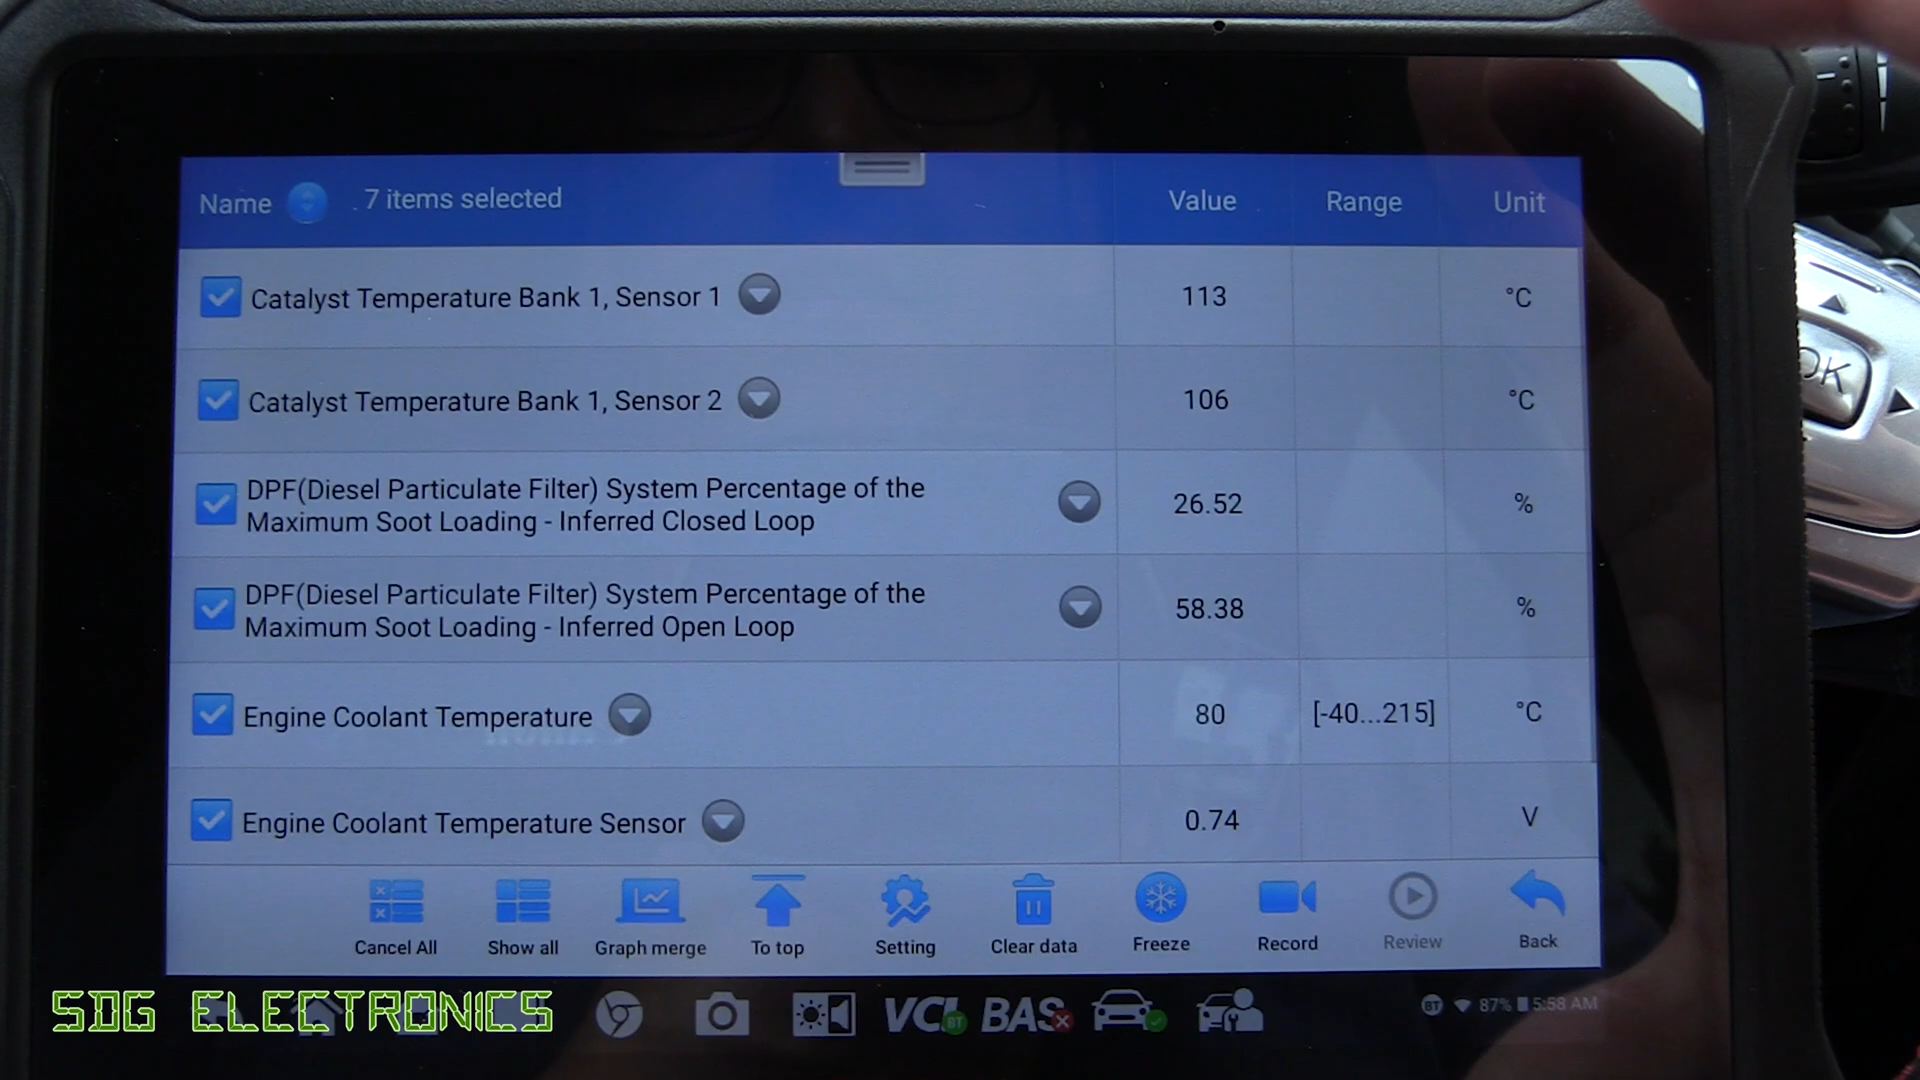 Name 7 items selected Value Range Unit
Catalyst Temperature Bank 1, Sensor 1 113 °C
Catalyst Temperature Bank 1, Sensor 2 106 °C
DPF(Diesel Particulate Filter) System Percentage of the
Maximum Soot Loading - Inferred Closed Loop 26.52 %
DPF(Diesel Particulate Filter) System Percentage of the
Maximum Soot Loading - Inferred Open Loop 58.38 %
Engine Coolant Temperature 80 [-40...215] °C
Engine Coolant Temperature Sensor 0.74 V
Cancel All Show all Graph merge To top Setting Clear data Freeze Record Review Back
SDG ELECTRONICS VCI BT BAS BT 87% 5:58 AM
OK